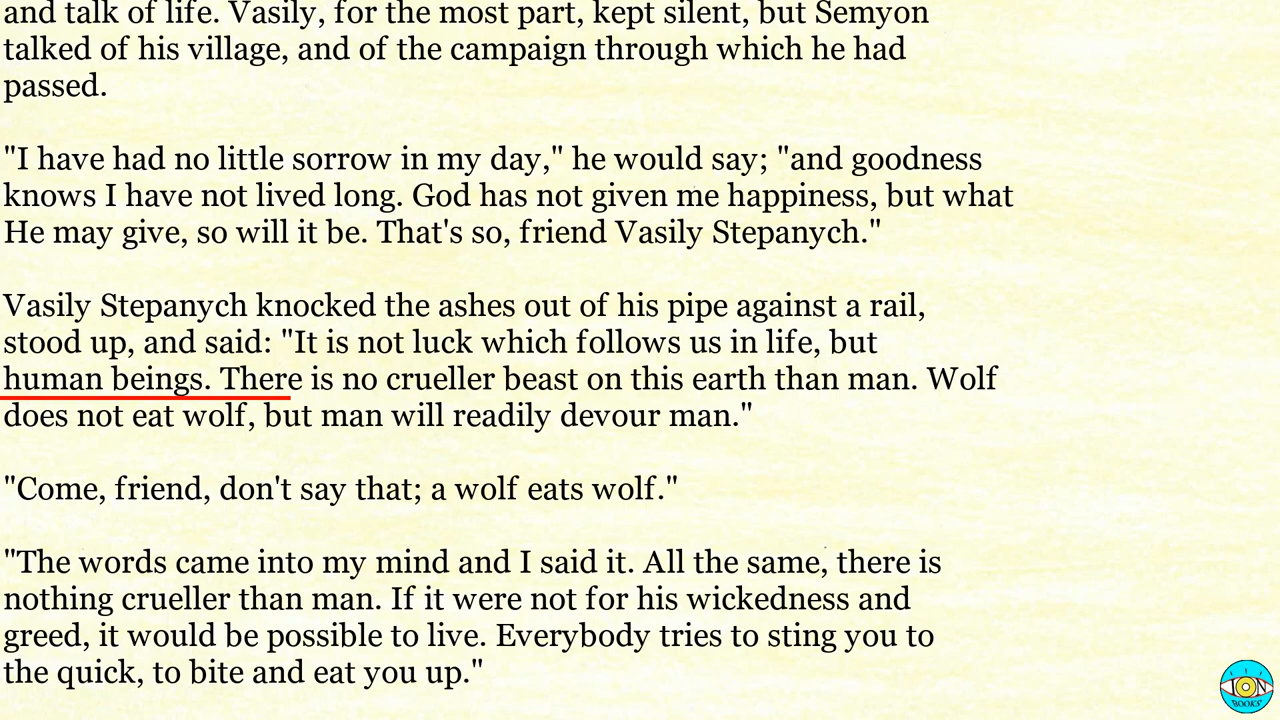 and talk of life. Vasily, for the most part, kept silent, but Semyon
talked of his village, and of the campaign through which he had
passed.
"I have had no little sorrow in my day," he would say; "and goodness
knows I have not lived long. God has not given me happiness, but what
He may give, so will it be. That's so, friend Vasily Stepanych."
Vasily Stepanych knocked the ashes out of his pipe against a rail,
stood up, and said: "It is not luck which follows us in life, but
human beings. There is no crueller beast on this earth than man. Wolf
does not eat wolf, but man will readily devour man."
"Come, friend, don't say that; a wolf eats wolf."
"The words came into my mind and I said it. All the same, there is
nothing crueller than man. If it were not for his wickedness and
greed, it would be possible to live. Everybody tries to sting you to
the quick, to bite and eat you up."
ION
BOOKS